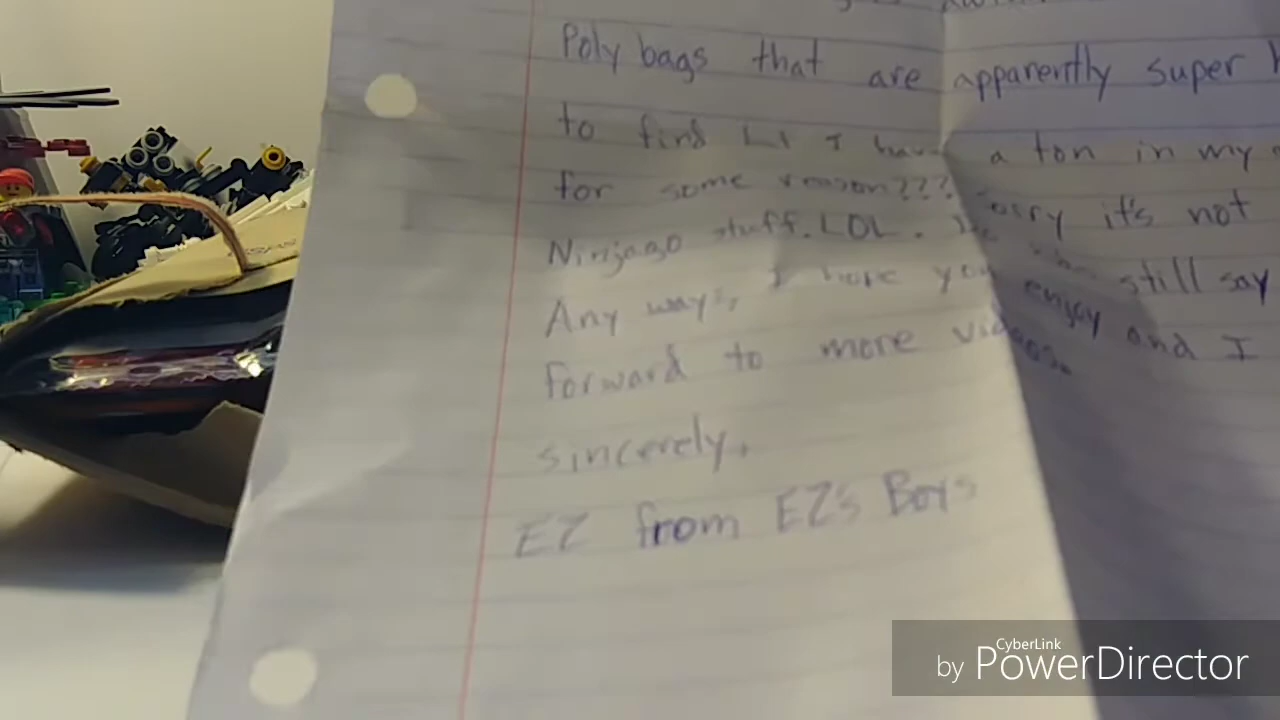 Poly bags that are apparently super
to find I have a ton in my
for some reason??? sorry it's not
Ninjago stuff. LOL. still say
Any ways, I hope you enjoy and I
forward to more videos.
sincerely,
EZ from EZ's Boys
CyberLink
by PowerDirector